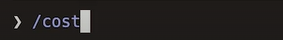 ❯ /cost